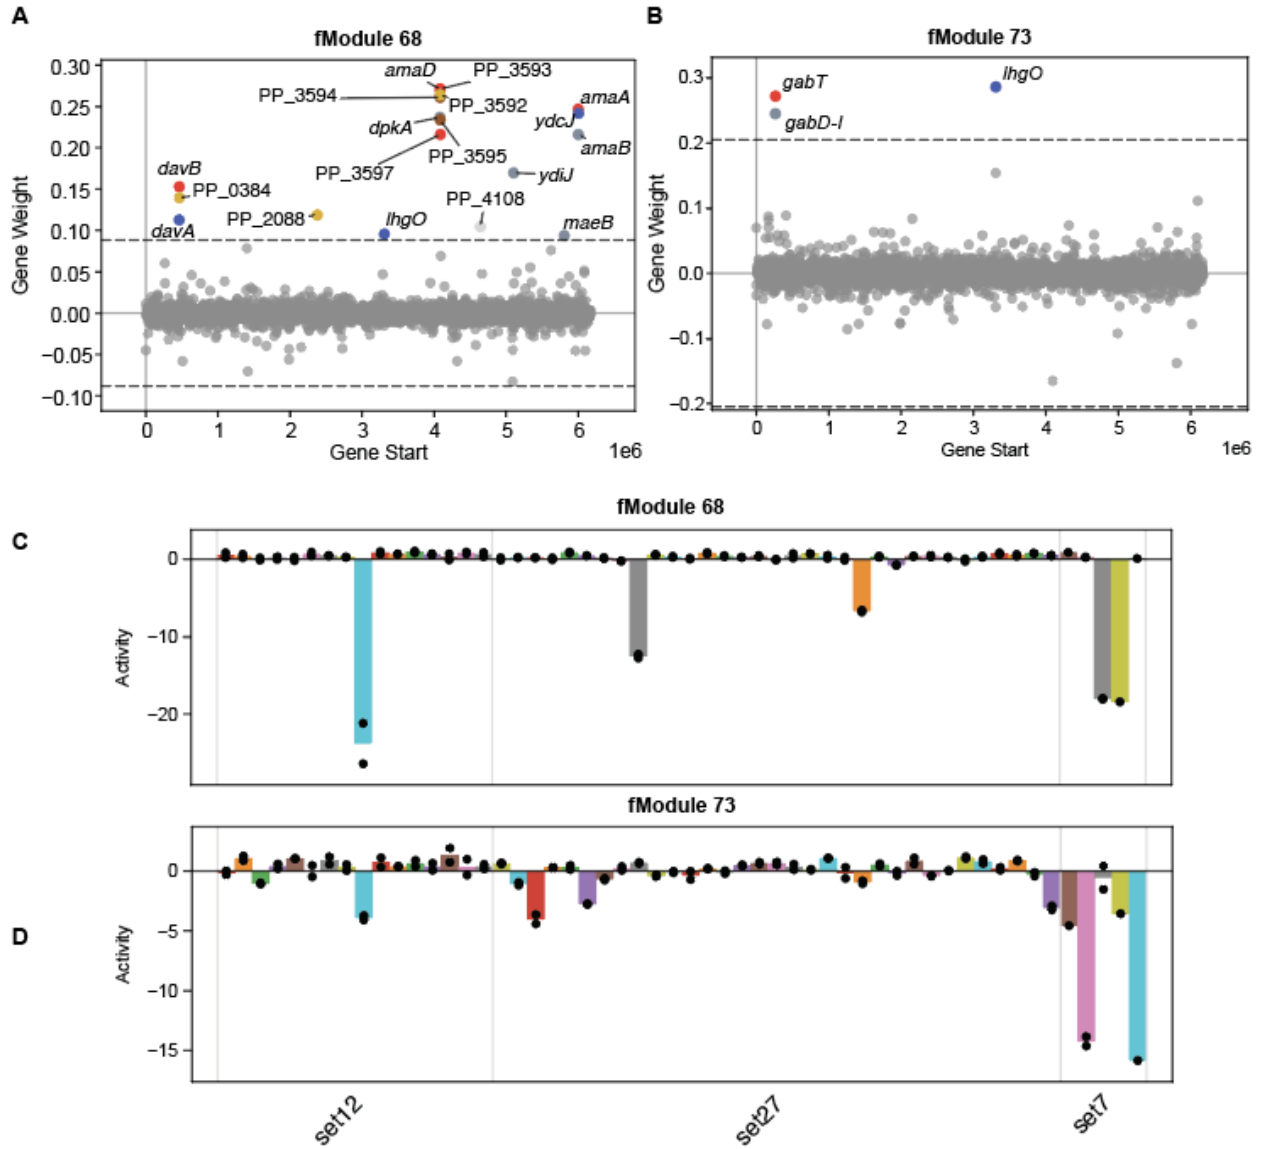 A
fModule 68
0.30
0.25
0.20
0.15
0.10
0.05
0.00
−0.05
−0.10
Gene Weight
amaD
PP_3593
PP_3594
PP_3592
dpkA
PP_3595
PP_3597
amaA
ydcJ
amaB
ydiJ
davB
PP_0384
PP_2088
davA
lhgO
PP_4108
maeB
0 1 2 3 4 5 6
Gene Start
1e6
B
fModule 73
0.3
0.2
0.1
0.0
−0.1
−0.2
Gene Weight
gabT
gabD-I
lhgO
0 1 2 3 4 5 6
Gene Start
1e6
C
fModule 68
0
−10
−20
Activity
D
fModule 73
0
−5
−10
−15
Activity
set12
set27
set7